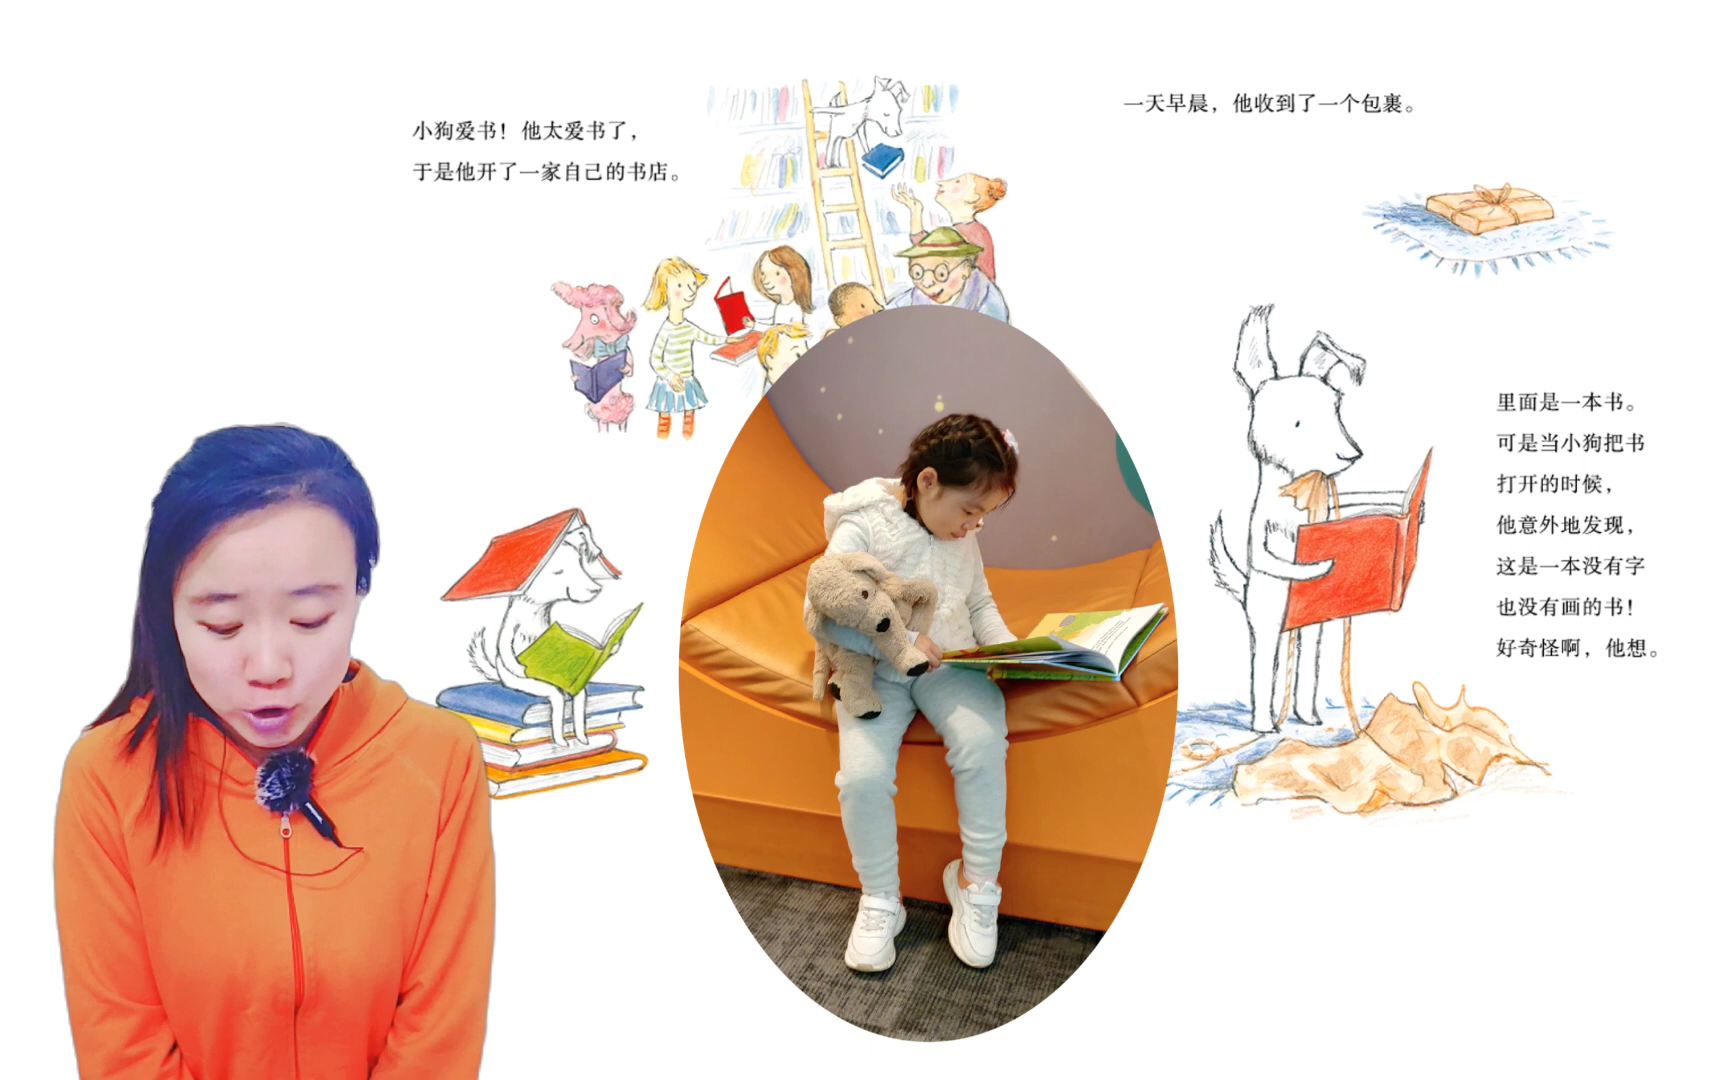 小狗爱书！他太爱书了，
于是他开了一家自己的书店。
一天早晨，他收到了一个包裹。
里面是一本书。
可是当小狗把书
打开的时候，
他意外地发现，
这是一本没有字
也没有画的书！
好奇怪啊，他想。